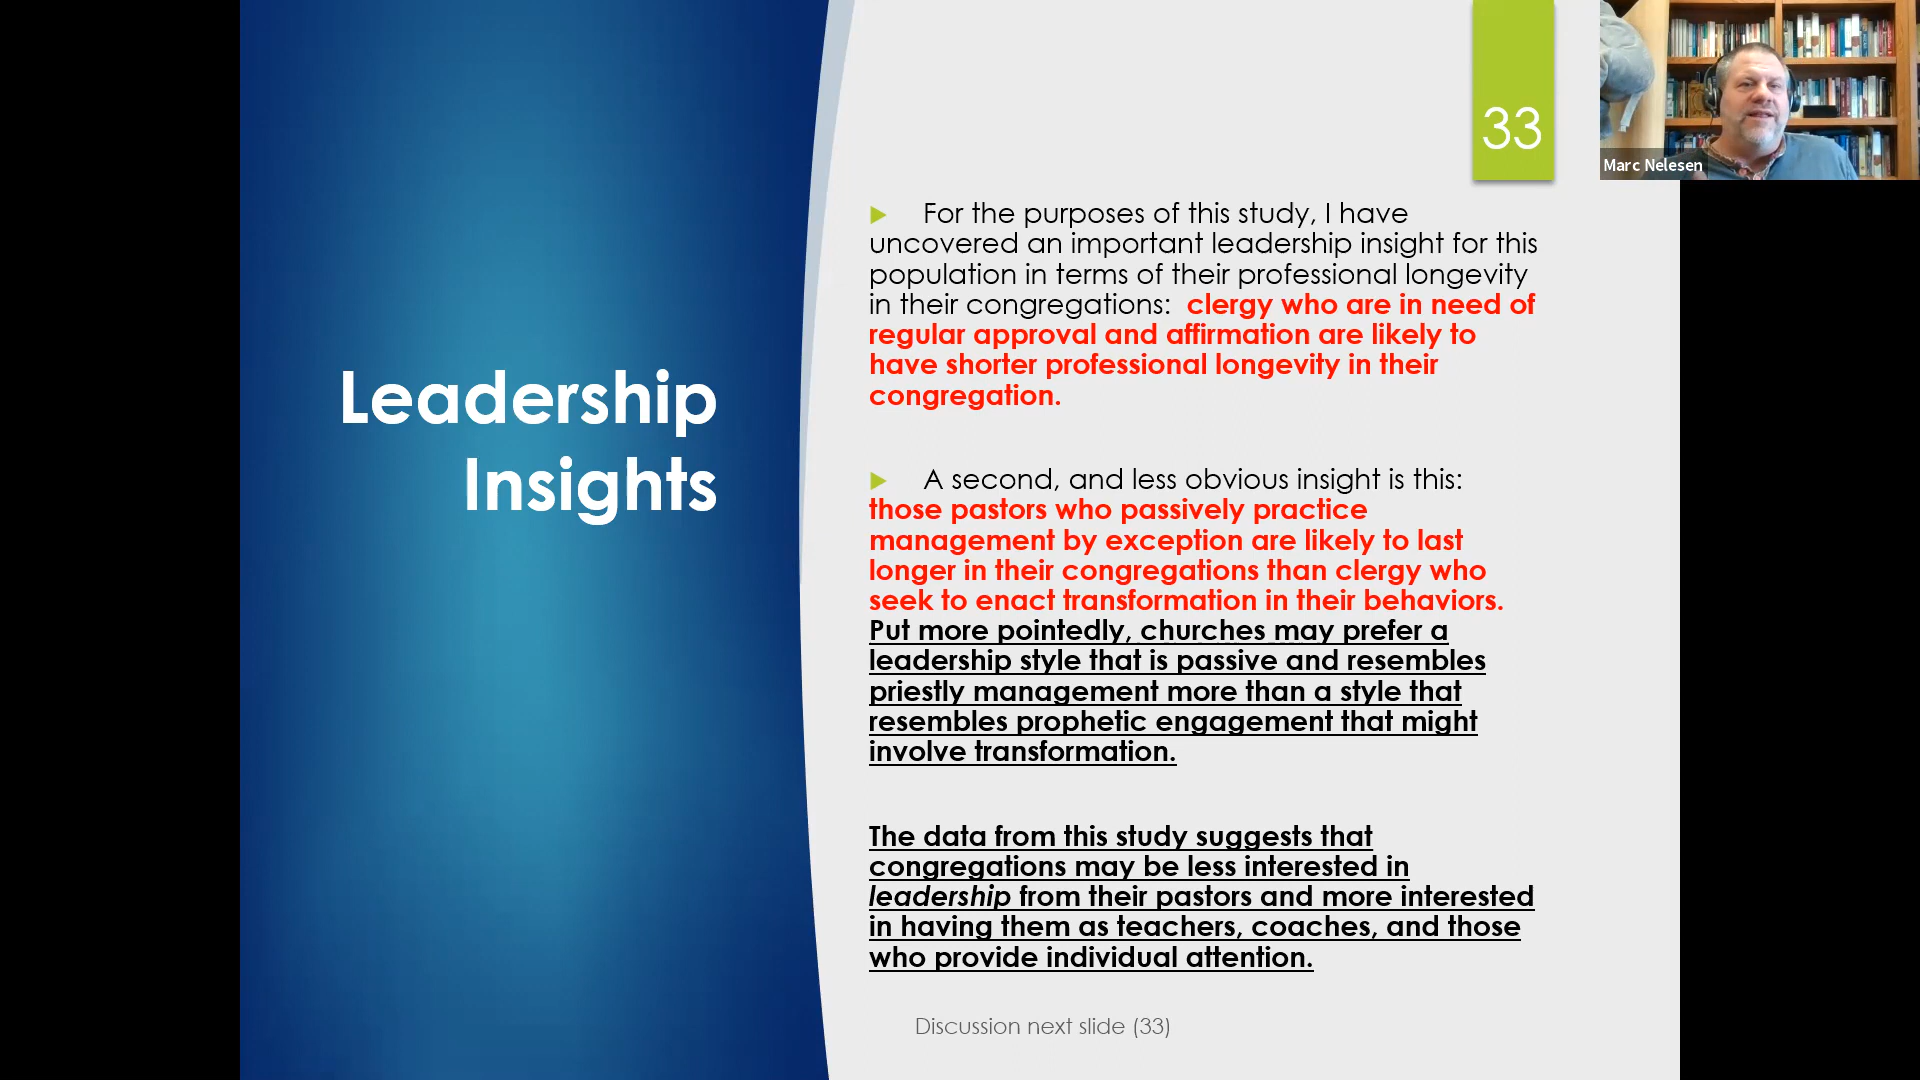 33
Marc Nelesen
Leadership
Insights
For the purposes of this study, I have
uncovered an important leadership insight for this
population in terms of their professional longevity
in their congregations: clergy who are in need of
regular approval and affirmation are likely to
have shorter professional longevity in their
congregation.
A second, and less obvious insight is this:
those pastors who passively practice
management by exception are likely to last
longer in their congregations than clergy who
seek to enact transformation in their behaviors.
Put more pointedly, churches may prefer a
leadership style that is passive and resembles
priestly management more than a style that
resembles prophetic engagement that might
involve transformation.
The data from this study suggests that
congregations may be less interested in
leadership from their pastors and more interested
in having them as teachers, coaches, and those
who provide individual attention.
Discussion next slide (33)